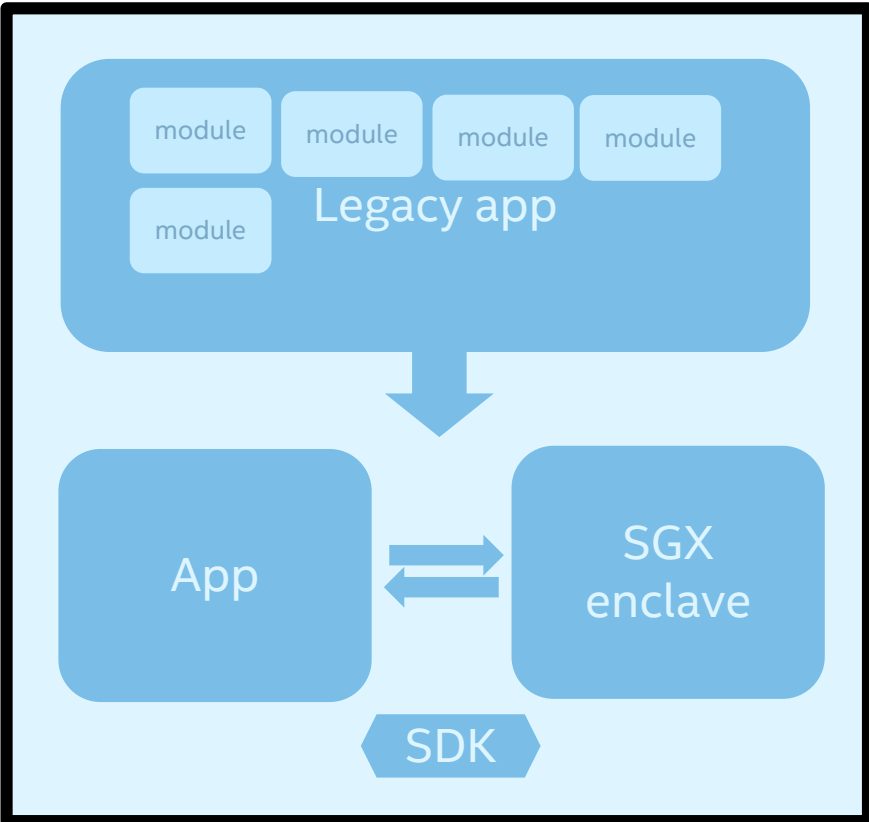 module
module
module
module
module
Legacy app
App
SGX
enclave
SDK